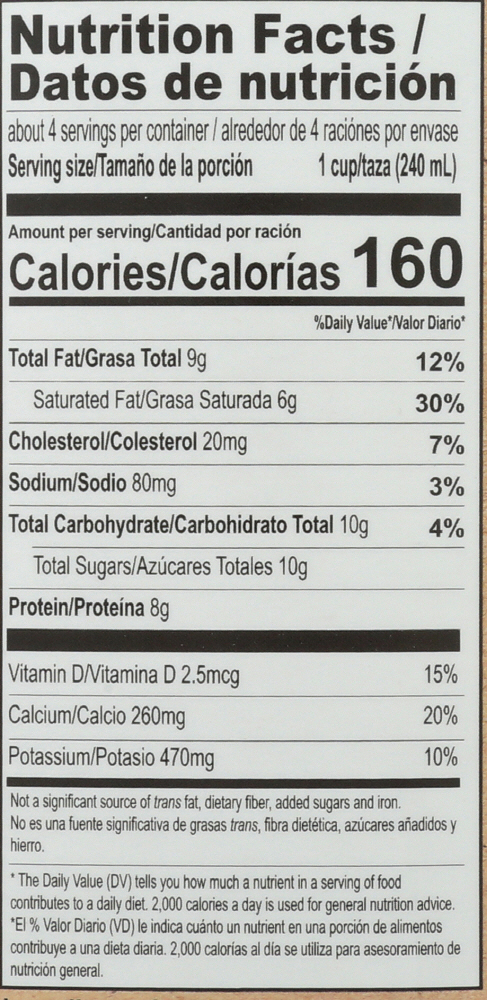 Nutrition Facts /
Datos de nutrición
about 4 servings per container / alrededor de 4 raciónes por envase
Serving size/Tamaño de la porción 1 cup/taza (240 mL)
Amount per serving/Cantidad por ración
Calories/Calorías 160
%Daily Value*/Valor Diario*
Total Fat/Grasa Total 9g 12%
Saturated Fat/Grasa Saturada 6g 30%
Cholesterol/Colesterol 20mg 7%
Sodium/Sodio 80mg 3%
Total Carbohydrate/Carbohidrato Total 10g 4%
Total Sugars/Azúcares Totales 10g
Protein/Proteína 8g
Vitamin D/Vitamina D 2.5mcg 15%
Calcium/Calcio 260mg 20%
Potassium/Potasio 470mg 10%
Not a significant source of trans fat, dietary fiber, added sugars and iron.
No es una fuente significativa de grasas trans, fibra dietética, azúcares añadidos y
hierro.
* The Daily Value (DV) tells you how much a nutrient in a serving of food
contributes to a daily diet. 2,000 calories a day is used for general nutrition advice.
*El % Valor Diario (VD) le indica cuánto un nutrient en una porción de alimentos
contribuye a una dieta diaria. 2,000 calorías al día se utiliza para asesoramiento de
nutrición general.